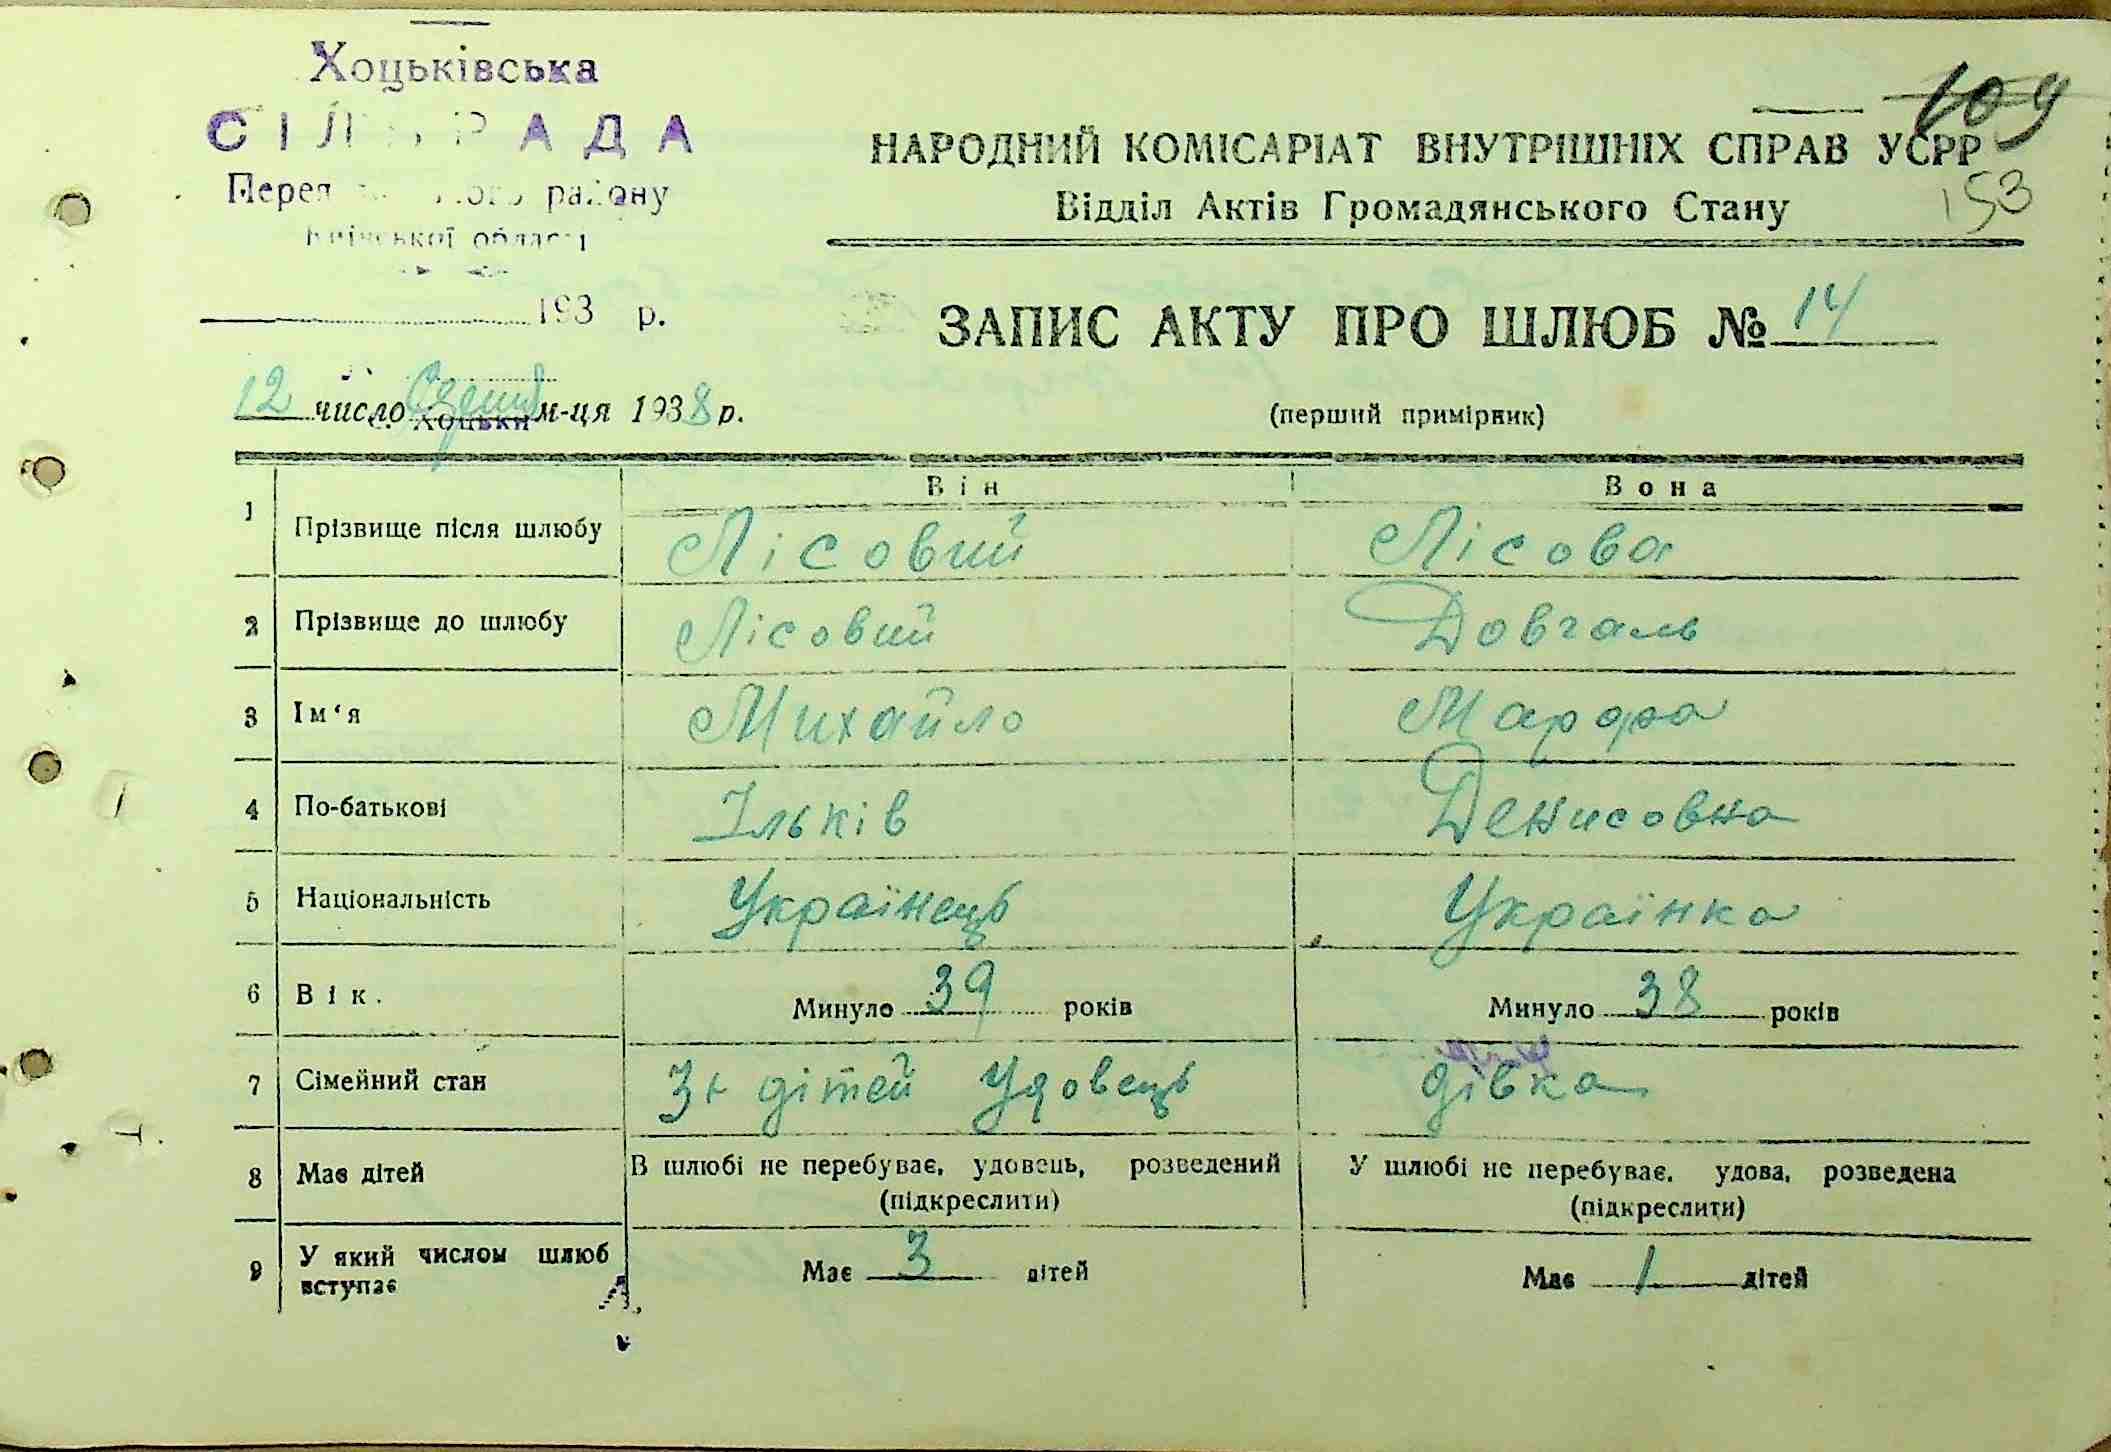 Хоцьківська
СІЛЬРАДА
району
Київської області
193 р.
с. Хоцьки
109
НАРОДНИЙ КОМІСАРІАТ ВНУТРІШНІХ СПРАВ УСРР
153
Відділ Актів Громадянського Стану
ЗАПИС АКТУ ПРО ШЛЮБ № 14
12 число Серпня м-ця 1938 р.
(перший примірник)
Він Вона
1 Прізвище після шлюбу Лісовий Лісова
2 Прізвище до шлюбу Лісовий Довгаль
3 Ім‘я Михайло Марфа
4 По-батькові Ільків Денисовна
5 Національність Українець Українка
6 Вік. Минуло 39 років Минуло 38 років
7 Сімейний стан 3є дітей Удовець дівка
8 Має дітей В шлюбі не перебуває, удовець, розведений У шлюбі не перебуває, удова, розведена
(підкреслити) (підкреслити)
9 У який числом шлюб вступає Має 3 дітей Має 1 дітей